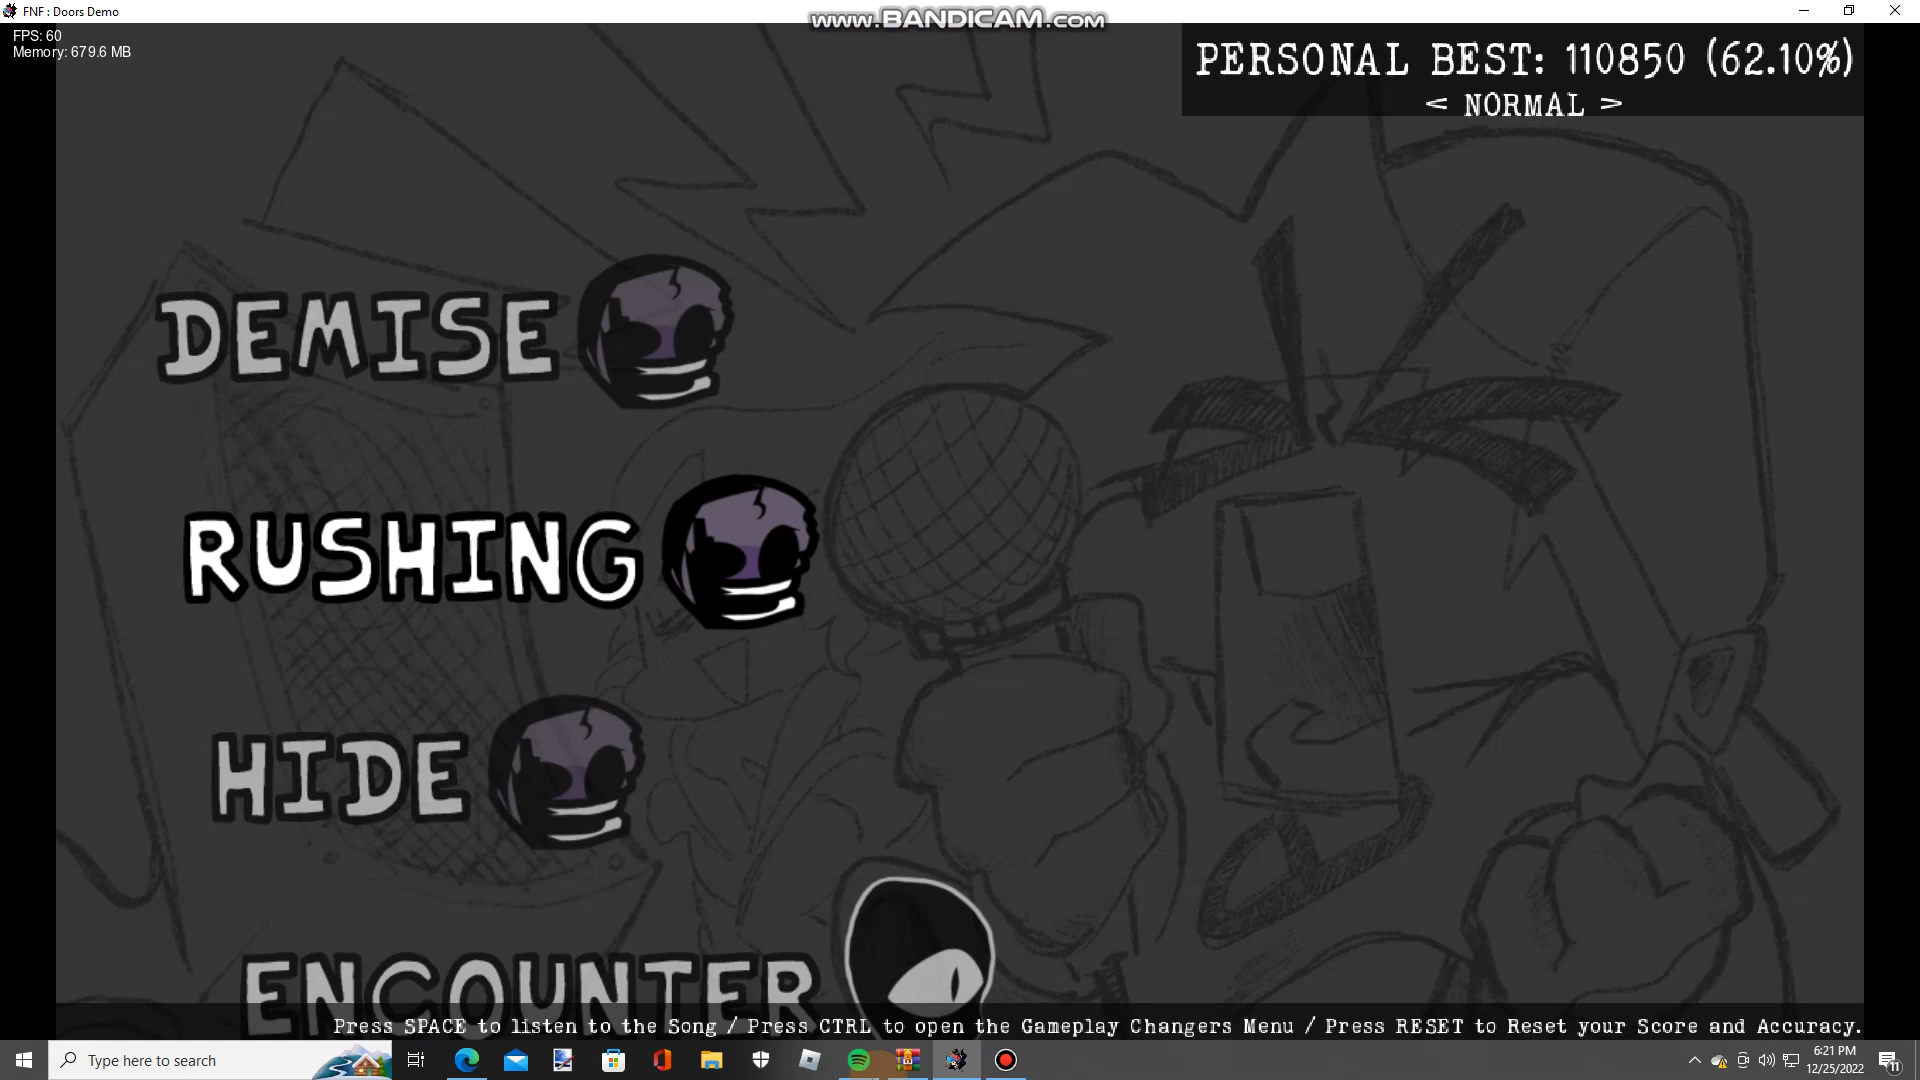 FNF : Doors Demo
www.BANDICAM.com
FPS: 60
Memory: 679.6 MB
PERSONAL BEST: 110850 (62.10%)
< NORMAL >
DEMISE
RUSHING
HIDE
ENCOUNTER
Press SPACE to listen to the Song / Press CTRL to open the Gameplay Changers Menu / Press RESET to Reset your Score and Accuracy.
Type here to search
6:21 PM
12/25/2022
11